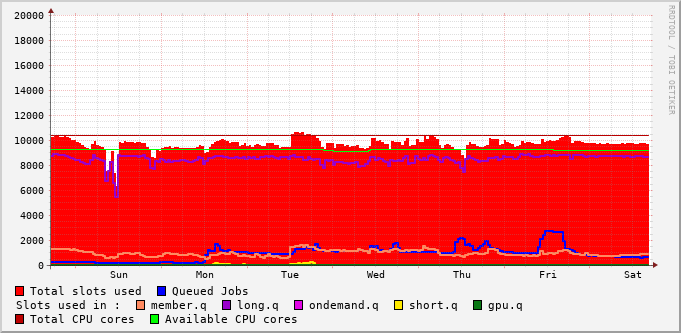 20000
18000
16000
14000
12000
10000
8000
6000
4000
2000
0
Sun Mon Tue Wed Thu Fri Sat
RRDTOOL / TOBI OETIKER
Total slots used Queued Jobs
Slots used in : member.q long.q ondemand.q short.q gpu.q
Total CPU cores Available CPU cores